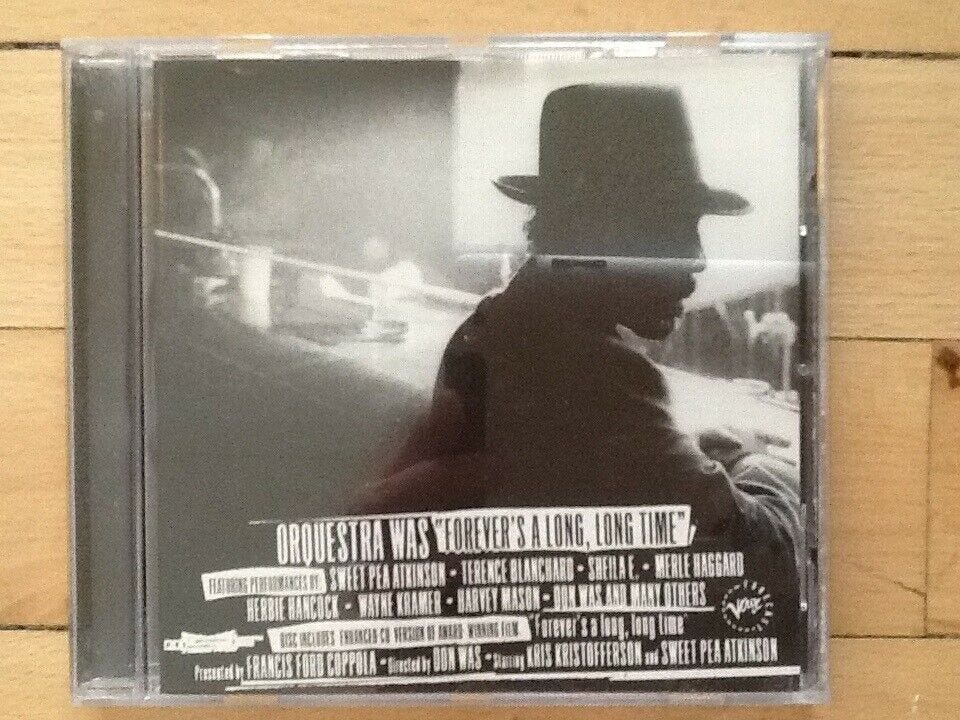 ORQUESTRA WAS "FOREVER'S A LONG, LONG TIME"
FEATURING PERFORMANCES BY: SWEET PEA ATKINSON • TERENCE BLANCHARD • SHEILA E. • MERLE HAGGARD
HERBIE HANCOCK • WAYNE KRAMER • HARVEY MASON • DON WAS AND MANY OTHERS
DISC INCLUDES ENHANCED CD VERSION OF AWARD WINNING FILM "Forever's a long, long time"
Presented by FRANCIS FORD COPPOLA • Directed by DON WAS • Starring KRIS KRISTOFFERSON and SWEET PEA ATKINSON
VERVE
FORECAST